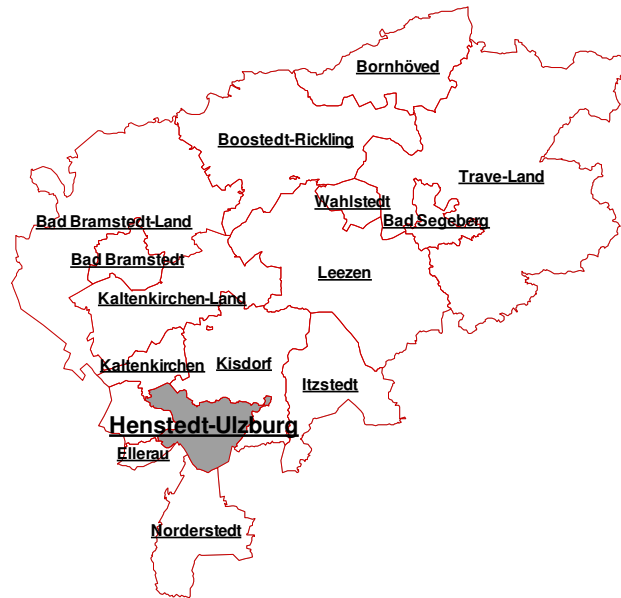 Bornhöved
Boostedt-Rickling
Trave-Land
Wahlstedt
Bad Segeberg
Bad Bramstedt-Land
Bad Bramstedt
Leezen
Kaltenkirchen-Land
Kaltenkirchen
Kisdorf
Itzstedt
Henstedt-Ulzburg
Ellerau
Norderstedt